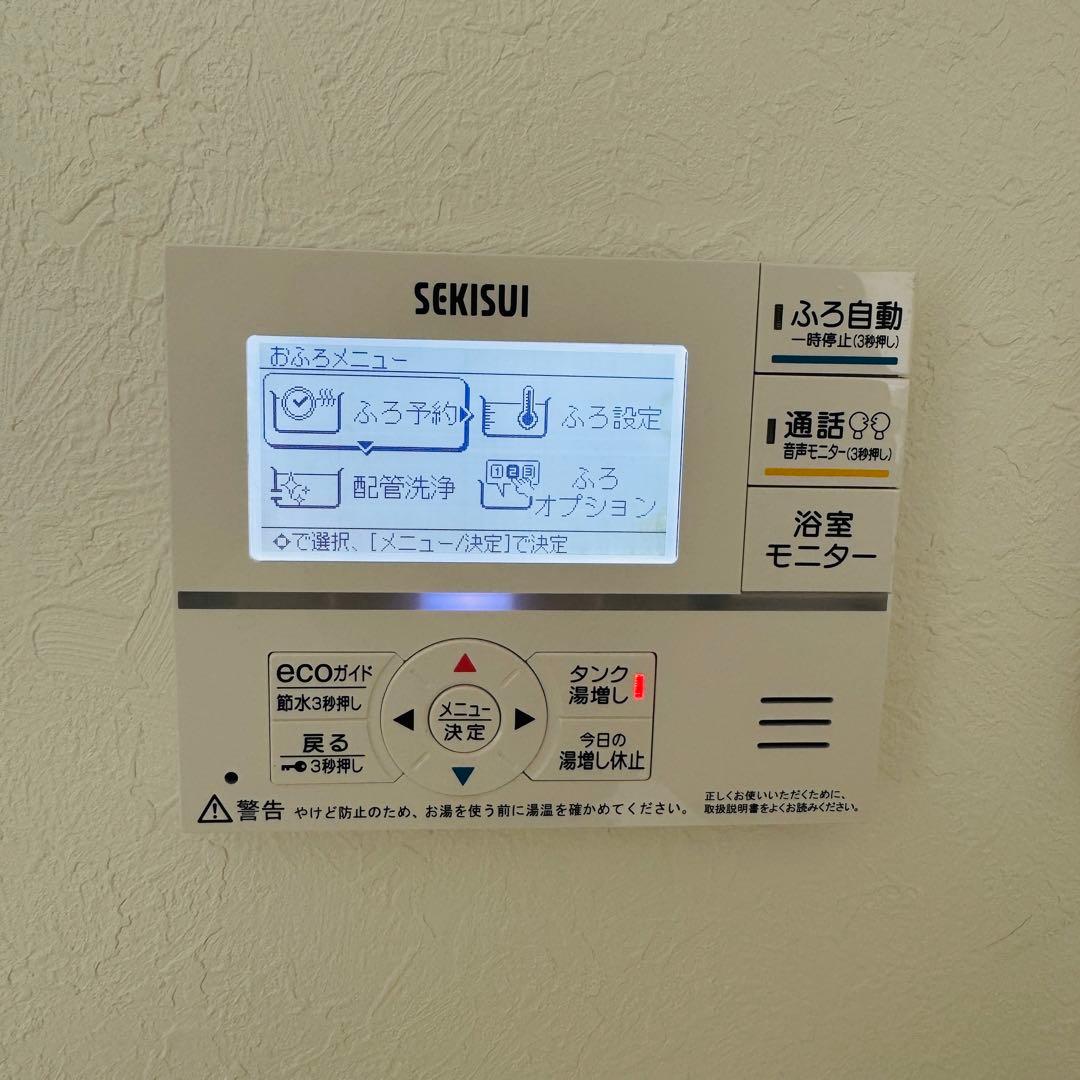 SEKISUI
おふろメニュー
ふろ予約
ふろ設定
配管洗浄
123
ふろ
オプション
で選択、[メニュー/決定]で決定
ふろ自動
一時停止(3秒押し)
通話
音声モニター(3秒押し)
浴室
モニター
ecoガイド
節水3秒押し
戻る
3秒押し
メニュー
決定
タンク
湯増し
今日の
湯増し休止
警告 やけど防止のため、お湯を使う前に湯温を確かめてください。
正しくお使いいただくために、
取扱説明書をよくお読みください。